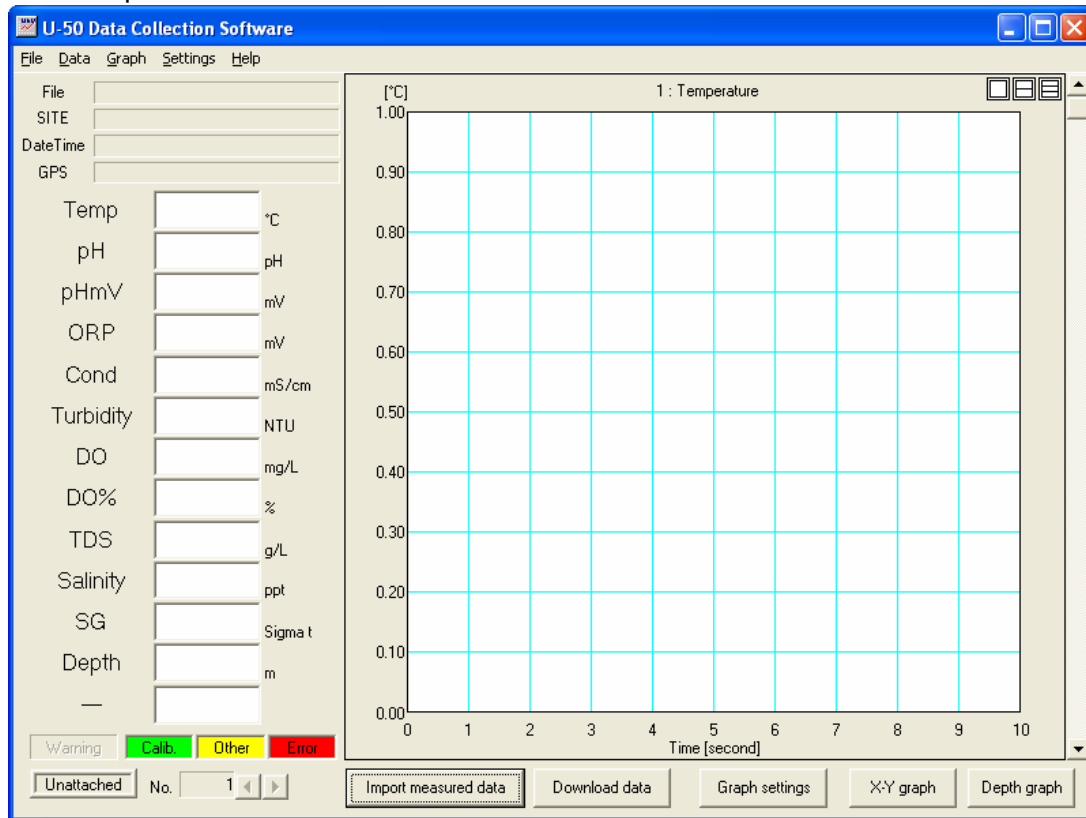 U-50 Data Collection Software
File Data Graph Settings Help
File
SITE
DateTime
GPS
Temp °C
pH pH
pHmV mV
ORP mV
Cond mS/cm
Turbidity NTU
DO mg/L
DO% %
TDS g/L
Salinity ppt
SG Sigma t
Depth m
—
Warning Calib. Other Error
Unattached No. 1
[°C] 1 : Temperature
1.00
0.90
0.80
0.70
0.60
0.50
0.40
0.30
0.20
0.10
0.00
0 1 2 3 4 5 6 7 8 9 10
Time [second]
Import measured data Download data Graph settings X-Y graph Depth graph